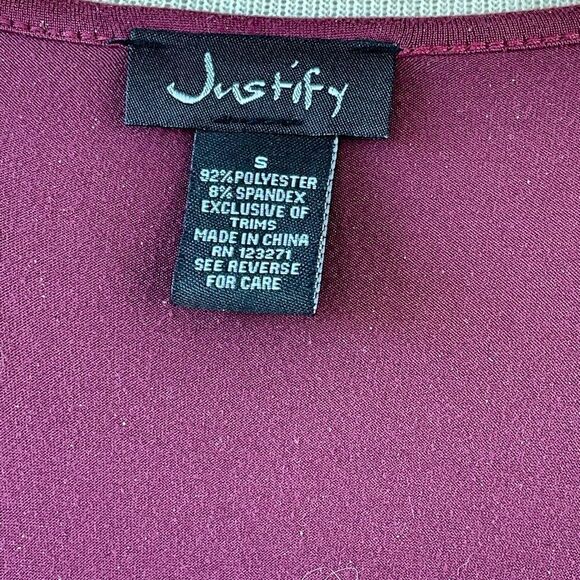 Justify
S
92%POLYESTER
8% SPANDEX
EXCLUSIVE OF
TRIMS
MADE IN CHINA
RN 123271
SEE REVERSE
FOR CARE